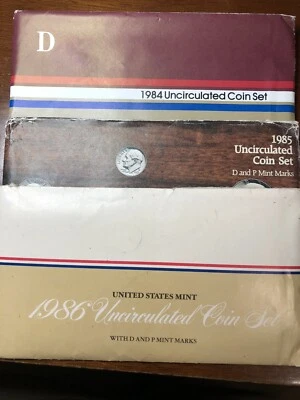 D
1984 Uncirculated Coin Set
1985
Uncirculated
Coin Set
D and P Mint Marks
UNITED STATES MINT
1986 Uncirculated Coin Set
WITH D AND P MINT MARKS